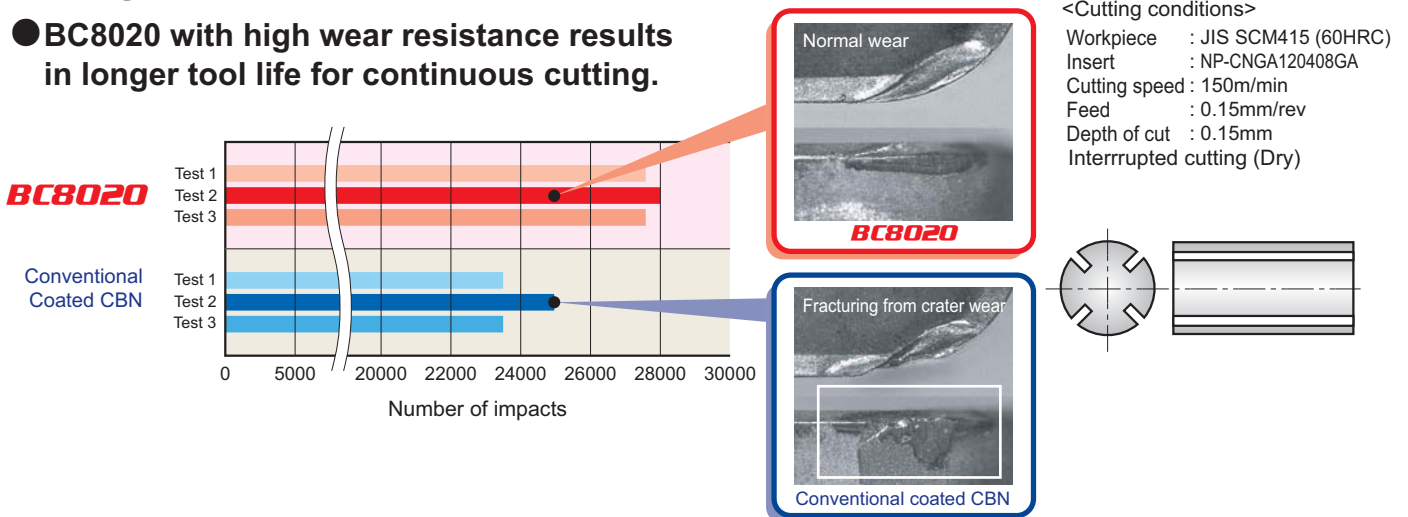 ●BC8020 with high wear resistance results
in longer tool life for continuous cutting.
BC8020
Test 1
Test 2
Test 3
Conventional
Coated CBN
Test 1
Test 2
Test 3
0 5000 20000 22000 24000 26000 28000 30000
Number of impacts
Normal wear
BC8020
Fracturing from crater wear
Conventional coated CBN
<Cutting conditions>
Workpiece : JIS SCM415 (60HRC)
Insert : NP-CNGA120408GA
Cutting speed : 150m/min
Feed : 0.15mm/rev
Depth of cut : 0.15mm
Interrrupted cutting (Dry)